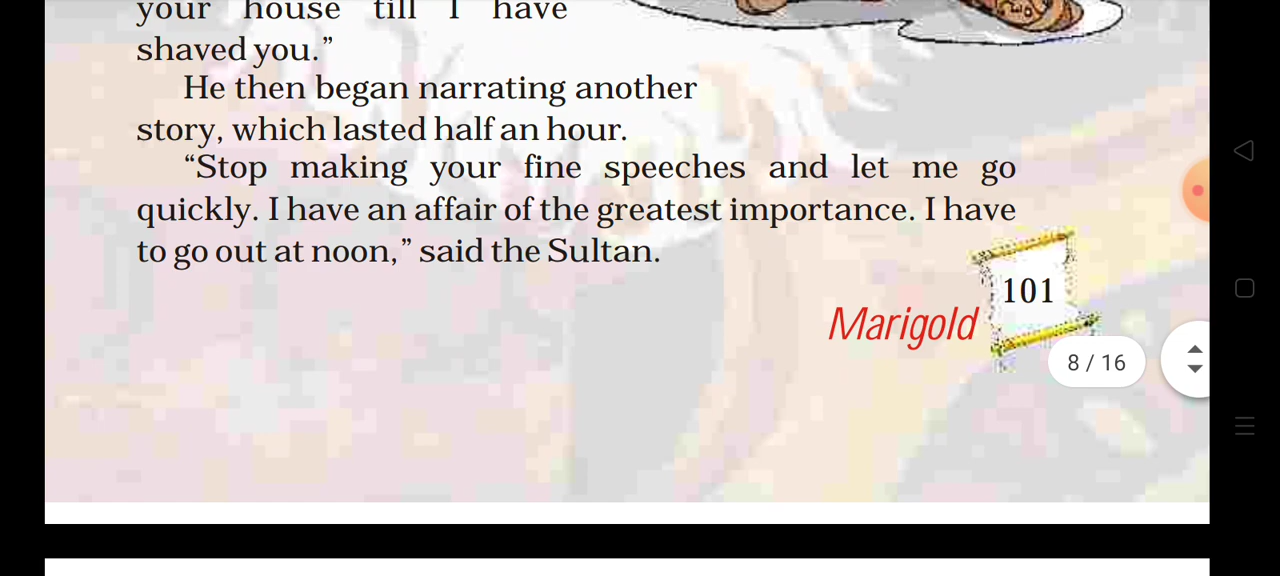 your house till I have
shaved you.”
He then began narrating another
story, which lasted half an hour.
“Stop making your fine speeches and let me go
quickly. I have an affair of the greatest importance. I have
to go out at noon,” said the Sultan.
101
Marigold
8 / 16